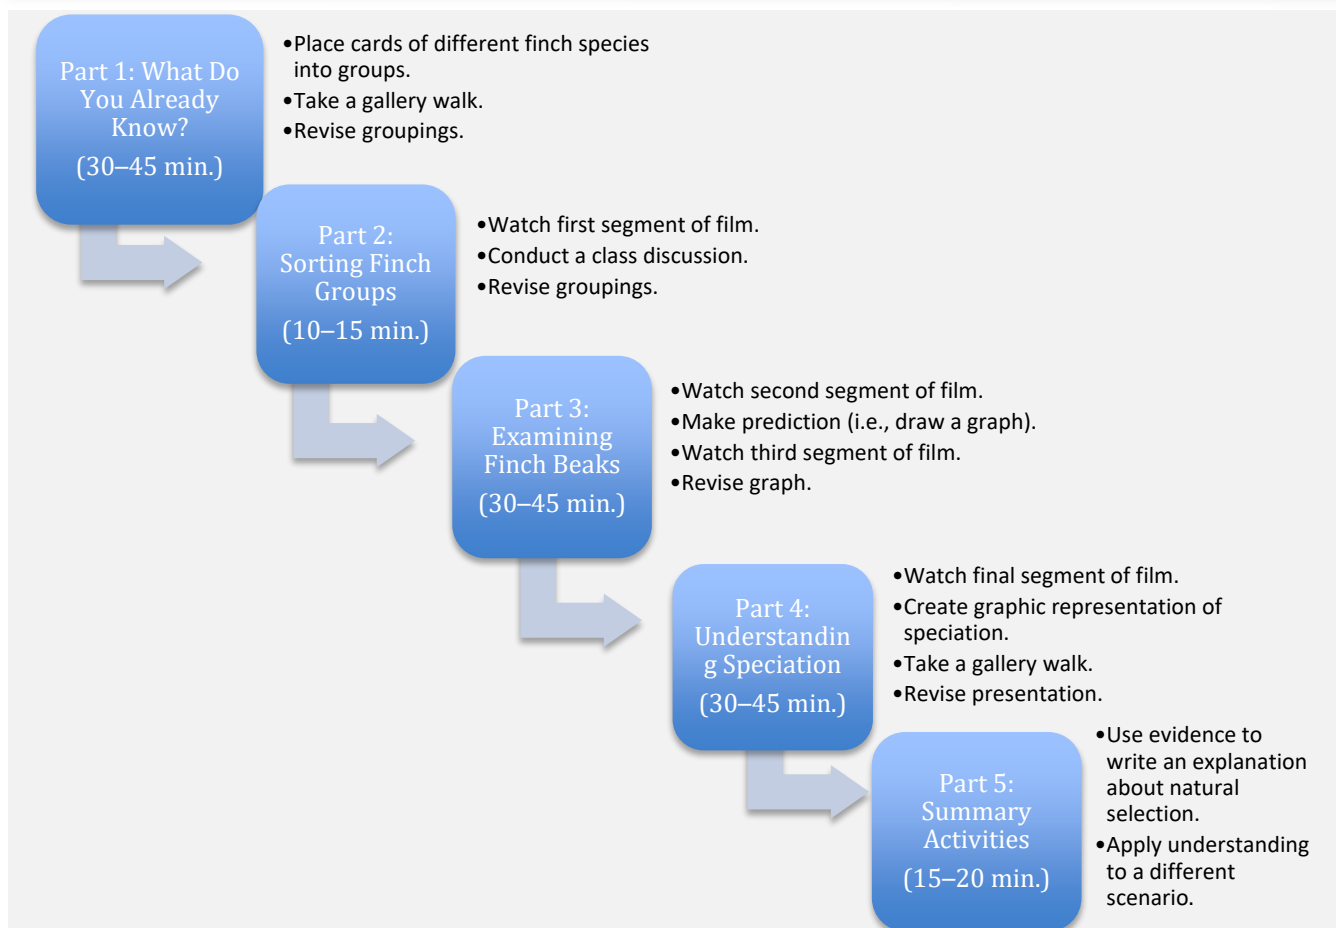 Part 1: What Do
You Already
Know?
(30–45 min.)
•Place cards of different finch species
into groups.
•Take a gallery walk.
•Revise groupings.
Part 2:
Sorting Finch
Groups
(10–15 min.)
•Watch first segment of film.
•Conduct a class discussion.
•Revise groupings.
Part 3:
Examining
Finch Beaks
(30–45 min.)
•Watch second segment of film.
•Make prediction (i.e., draw a graph).
•Watch third segment of film.
•Revise graph.
Part 4:
Understandin
g Speciation
(30–45 min.)
•Watch final segment of film.
•Create graphic representation of
speciation.
•Take a gallery walk.
•Revise presentation.
Part 5:
Summary
Activities
(15–20 min.)
•Use evidence to
write an explanation
about natural
selection.
•Apply understanding
to a different
scenario.